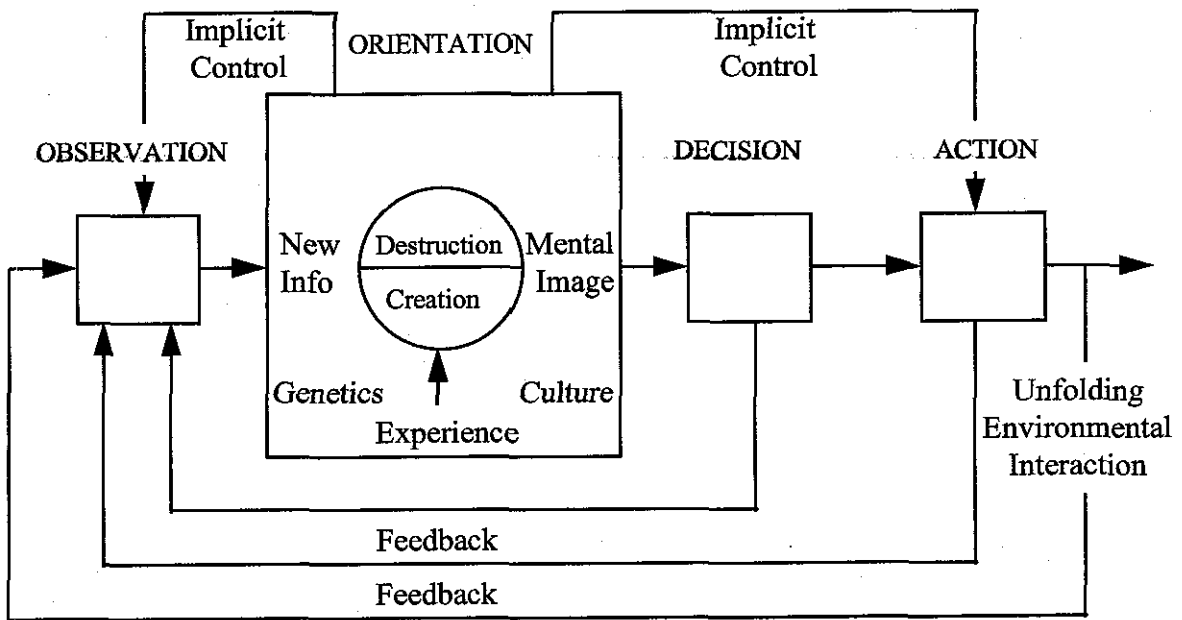 Implicit
Control
ORIENTATION
Implicit
Control
OBSERVATION
DECISION
ACTION
New
Info
Destruction
Creation
Mental
Image
Genetics
Culture
Experience
Unfolding
Environmental
Interaction
Feedback
Feedback